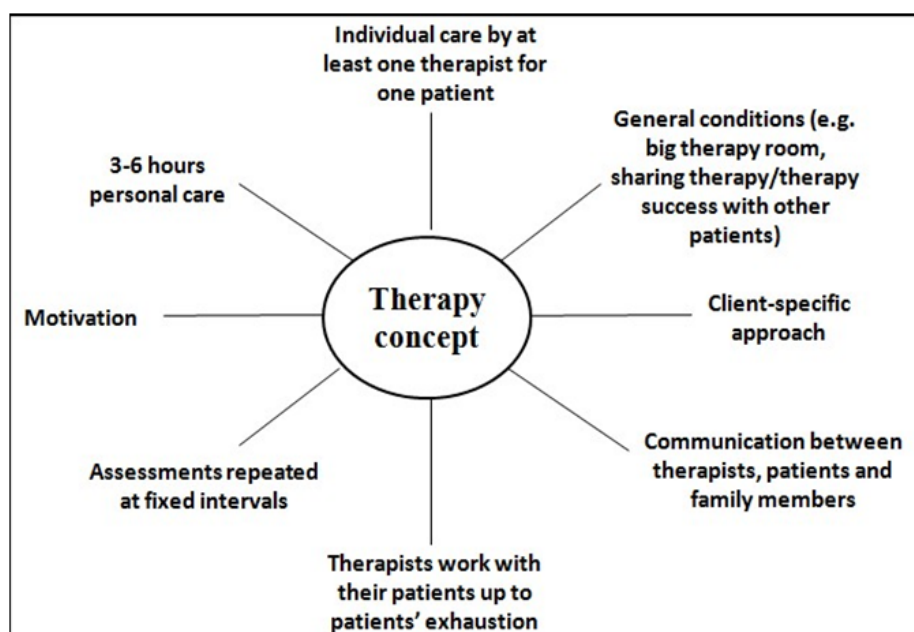 Individual care by at
least one therapist for
one patient
General conditions (e.g.
big therapy room,
sharing therapy/therapy
success with other
patients)
3-6 hours
personal care
Therapy
concept
Motivation
Client-specific
approach
Assessments repeated
at fixed intervals
Communication between
therapists, patients and
family members
Therapists work with
their patients up to
patients’ exhaustion